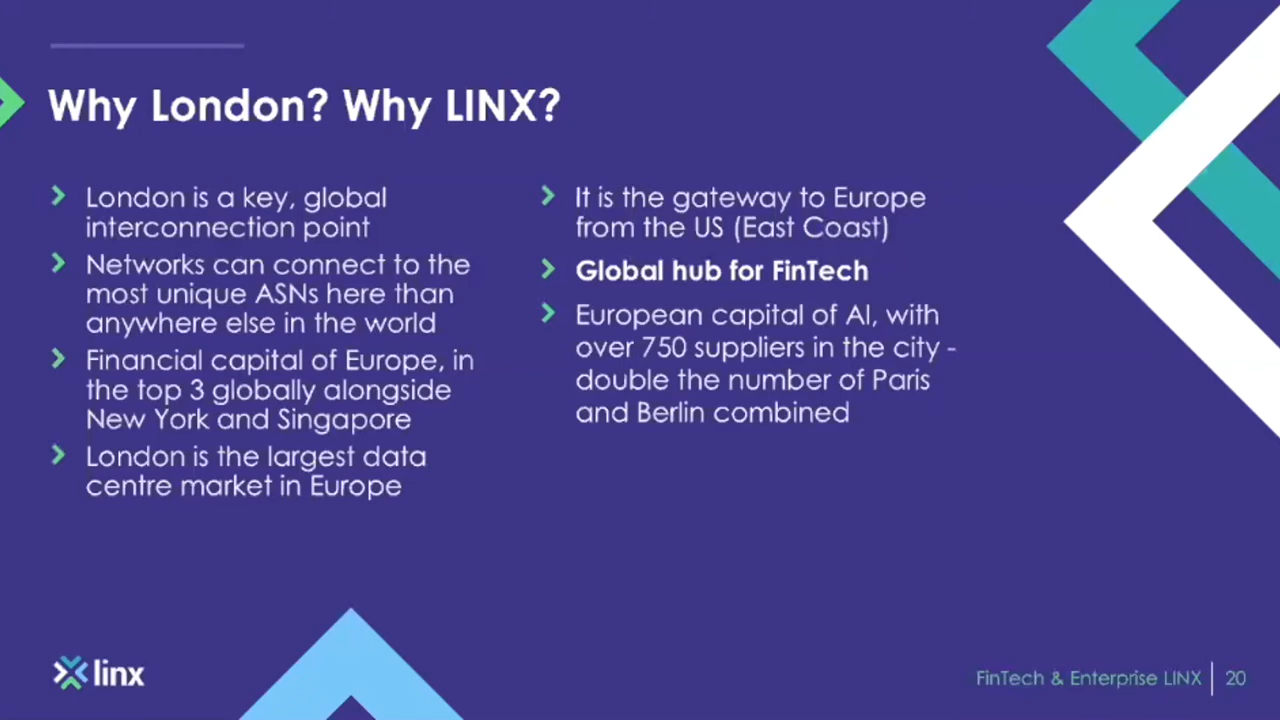 Why London? Why LINX?
London is a key, global
interconnection point
Networks can connect to the
most unique ASNs here than
anywhere else in the world
Financial capital of Europe, in
the top 3 globally alongside
New York and Singapore
London is the largest data
centre market in Europe
It is the gateway to Europe
from the US (East Coast)
Global hub for FinTech
European capital of AI, with
over 750 suppliers in the city -
double the number of Paris
and Berlin combined
linx
FinTech & Enterprise LINX | 20